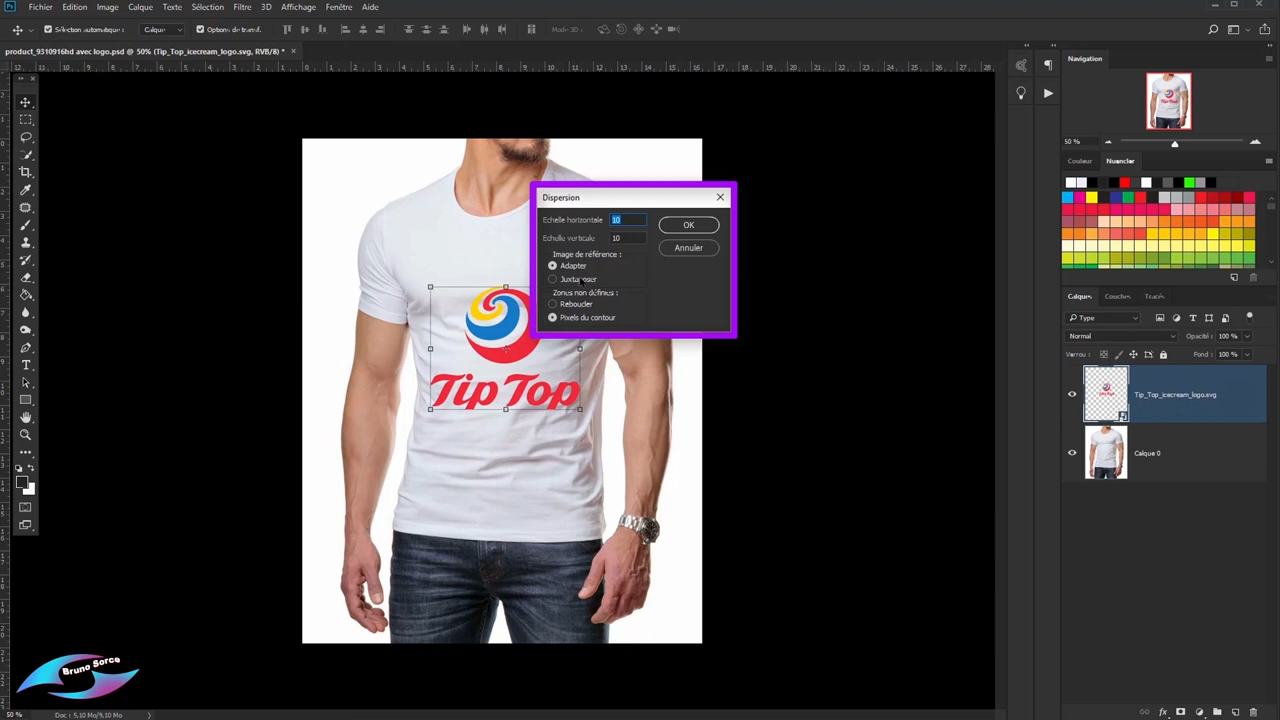 Ps Fichier Edition Image Calque Texte Sélection Filtre 3D Affichage Fenêtre Aide
Sélection automatique : Calque Options de transf. Mode 3D :
product_9310916hd avec logo.psd @ 50% (Tip_Top_icecream_logo.svg, RVB/8) *
Navigation
50 %
Couleur Nuancier
Dispersion
Echelle horizontale 10 OK
Echelle verticale 10 Annuler
Image de référence :
Adapter
Juxtaposer
Zones non définies :
Reboucler
Pixels du contour
Tip Top
Calques Couches Tracés
Type
Normal Opacité : 100 %
Verrou : Fond : 100 %
Tip_Top_icecream_logo.svg
Calque 0
Bruno Sorce
50 % Doc : 5,10 Mo/9,10 Mo